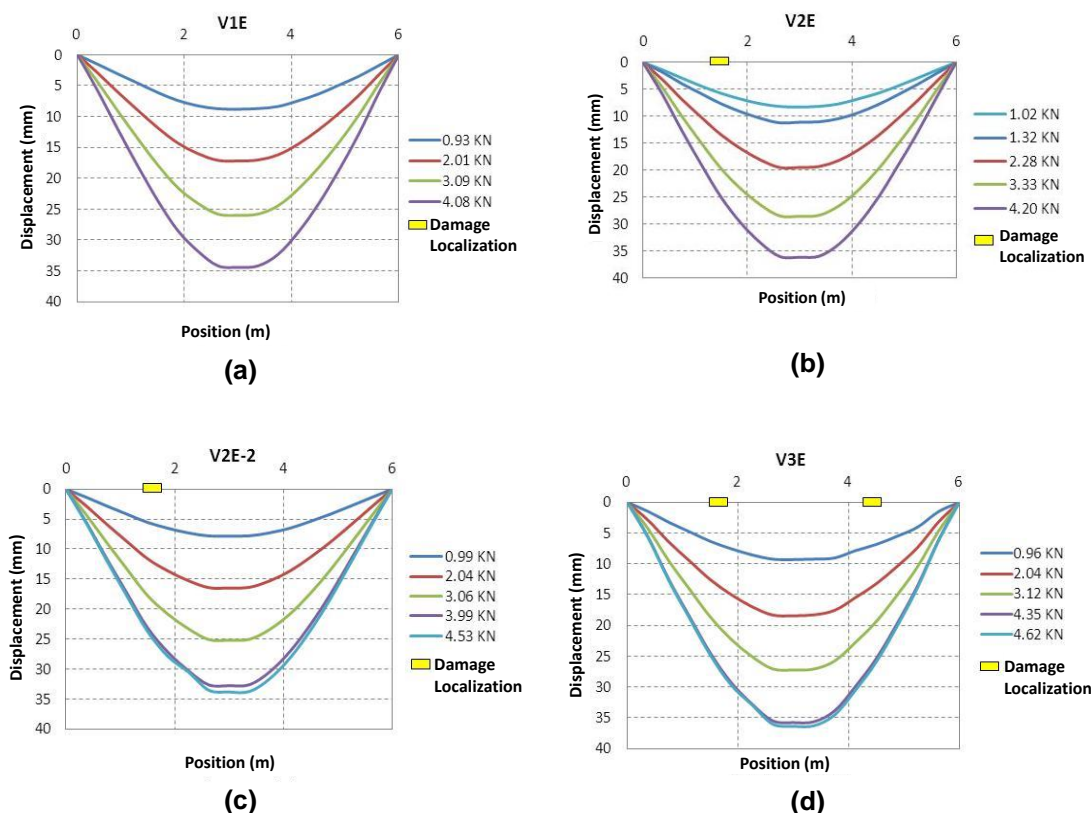 V1E
0 2 4 6
0
5
10
15
20
25
30
35
40
Displacement (mm)
Position (m)
0.93 KN
2.01 KN
3.09 KN
4.08 KN
Damage
Localization
(a)
V2E
0 2 4 6
0
5
10
15
20
25
30
35
40
Displacement (mm)
Position (m)
1.02 KN
1.32 KN
2.28 KN
3.33 KN
4.20 KN
Damage
Localization
(b)
V2E-2
0 2 4 6
0
5
10
15
20
25
30
35
40
Displacement (mm)
Position (m)
0.99 KN
2.04 KN
3.06 KN
3.99 KN
4.53 KN
Damage
Localization
(c)
V3E
0 2 4 6
0
5
10
15
20
25
30
35
40
Displacement (mm)
Position (m)
0.96 KN
2.04 KN
3.12 KN
4.35 KN
4.62 KN
Damage
Localization
(d)